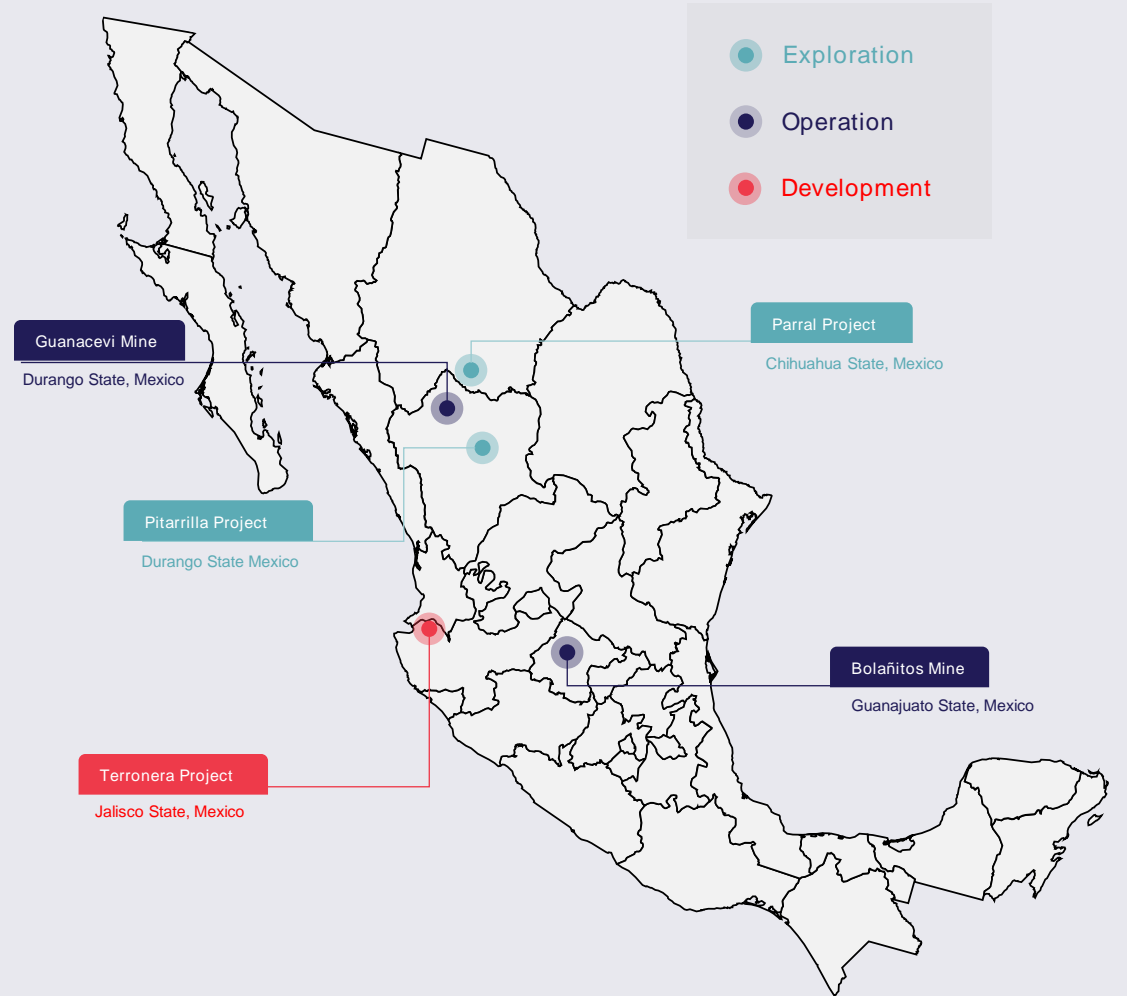 Exploration
Operation
Development
Parral Project
Chihuahua State, Mexico
Guanacevi Mine
Durango State, Mexico
Pitarrilla Project
Durango State Mexico
Bolañitos Mine
Guanajuato State, Mexico
Terronera Project
Jalisco State, Mexico